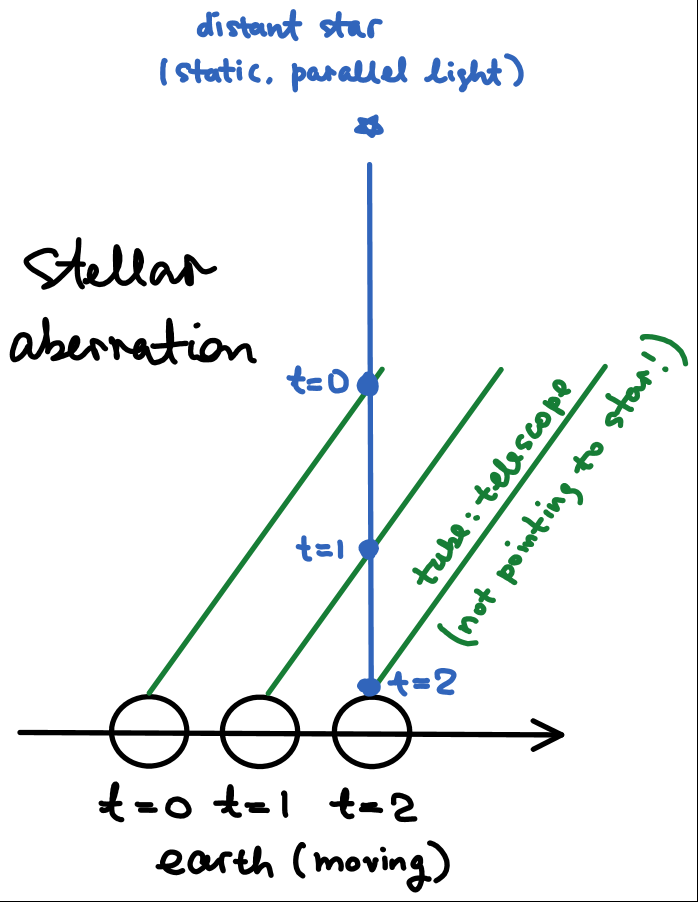 distant star
(static, parallel light)
Stellar
aberration
t=0
t=1
tube: telescope
(not pointing to star!)
t=2
t=0 t=1 t=2
earth (moving)